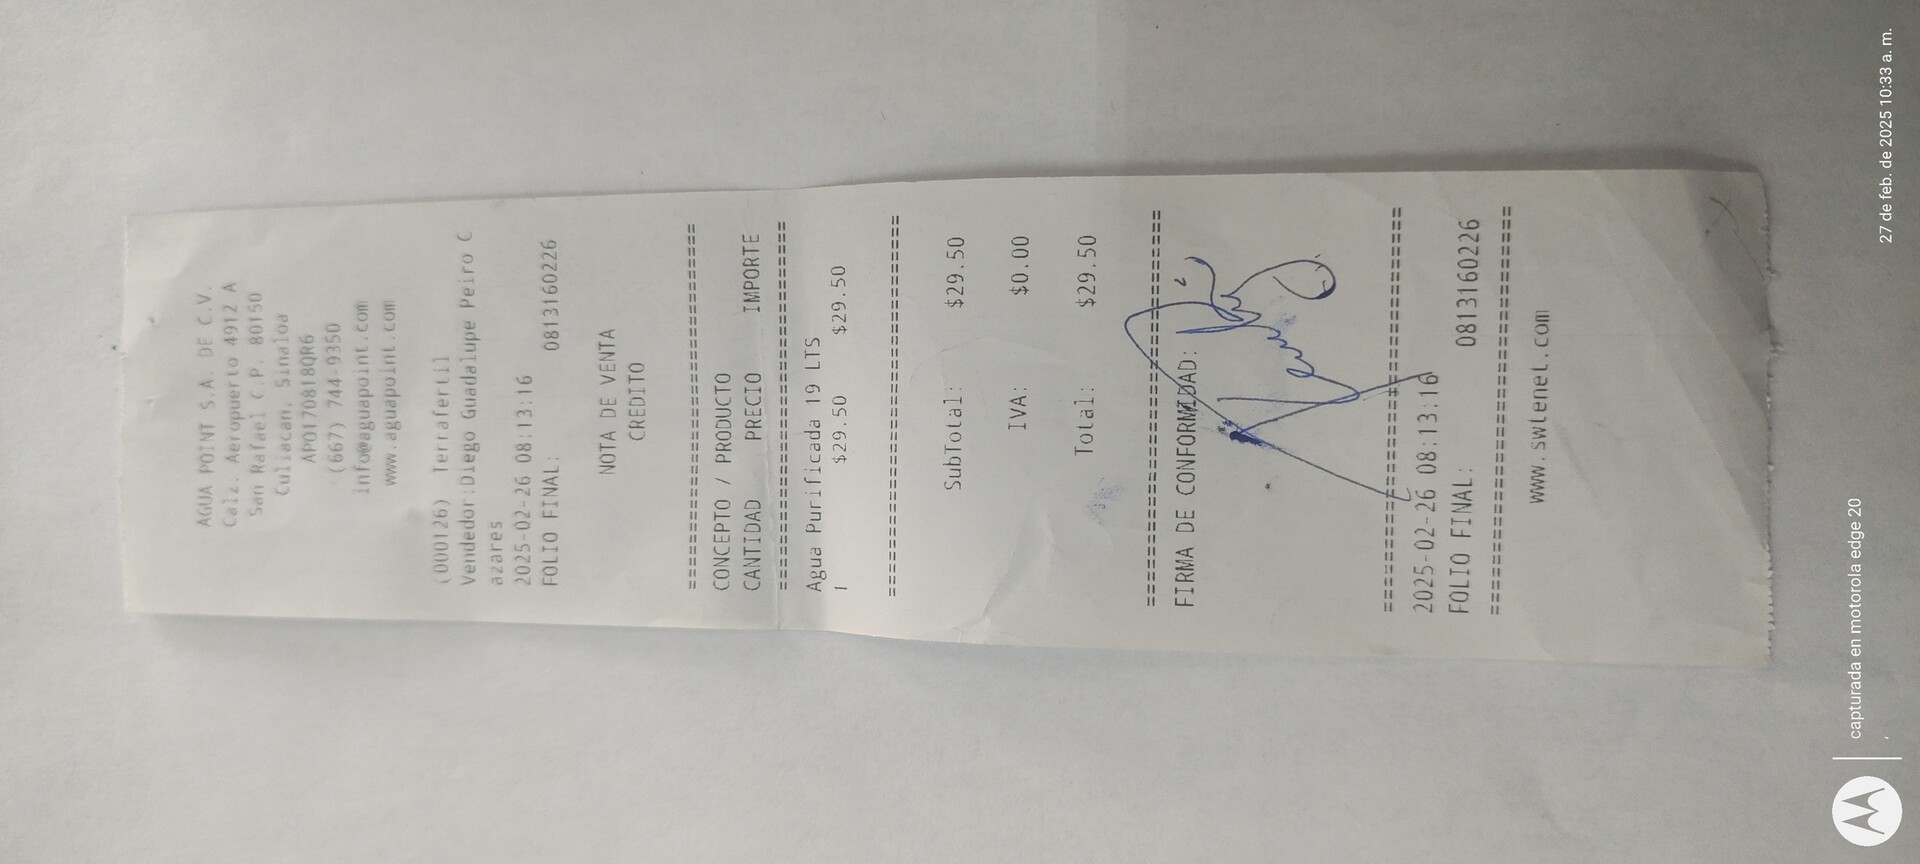 AGUA POINT S.A. DE C.V.
Calz. Aeropuerto 4912 A
San Rafael C.P. 80150
Culiacan, Sinaloa
APO170818QR6
(667) 744-9350
info@aguapoint.com
www.aguapoint.com
(000126) Terrafertil
Vendedor:Diego Guadalupe Peiro C
azares
2025-02-26 08:13:16
FOLIO FINAL: 0813160226
NOTA DE VENTA
CREDITO
================================
CONCEPTO / PRODUCTO
CANTIDAD PRECIO IMPORTE
================================
Agua Purificada 19 LTS
1 $29.50 $29.50
================================
SubTotal: $29.50
IVA: $0.00
Total: $29.50
================================
FIRMA DE CONFORMIDAD:
================================
2025-02-26 08:13:16
FOLIO FINAL: 0813160226
================================
www.swlenet.com
capturada en motorola edge 20
27 de feb. de 2025 10:33 a. m.